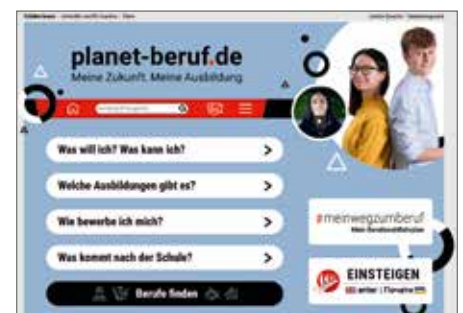 planet-beruf.de
Meine Zukunft. Meine Ausbildung
Was will ich? Was kann ich?
Welche Ausbildungen gibt es?
Wie bewerbe ich mich?
Was kommt nach der Schule?
Berufe finden
#meinwegzumberuf
EINSTEIGEN